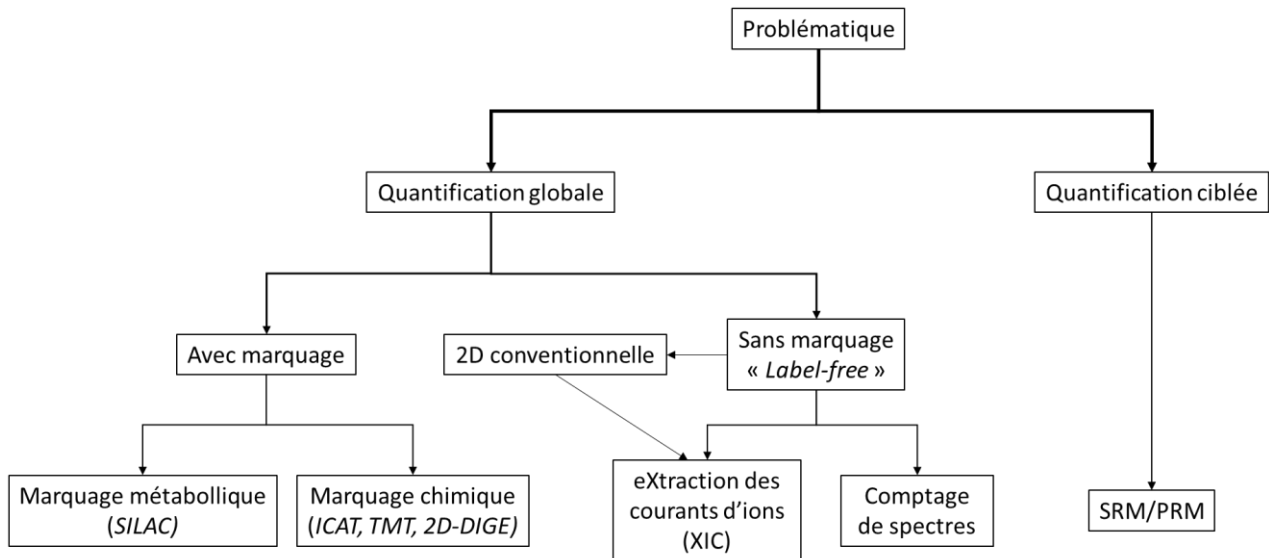 Problématique
Quantification globale
Quantification ciblée
Avec marquage
2D conventionnelle
Sans marquage
« Label-free »
Marquage métabollique
(SILAC)
Marquage chimique
(ICAT, TMT, 2D-DIGE)
eXtraction des
courants d'ions
(XIC)
Comptage
de spectres
SRM/PRM